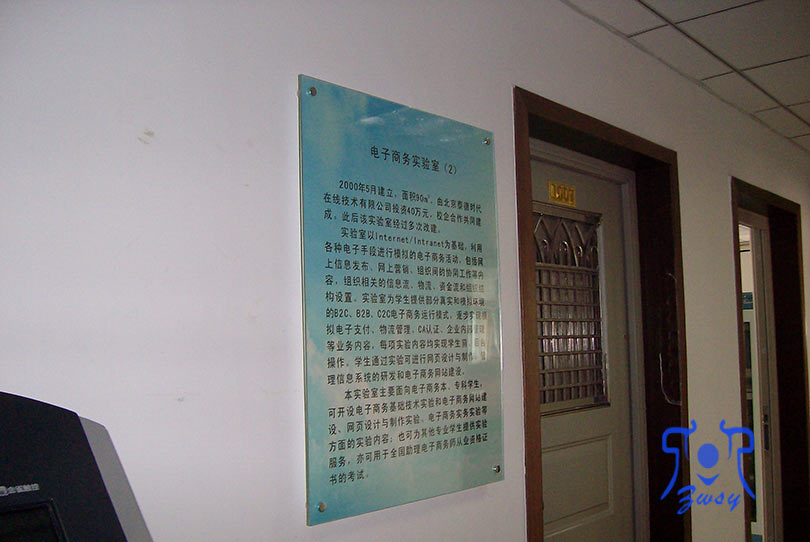 电子商务实验室（2）
2000年5月建立，面积90m²，由北京泰德时代
在线技术有限公司投资40万元，校企合作共同建
成，此后该实验室经过多次改建。
实验室以Internet/Intranet为基础，利用
各种电子手段进行模拟的电子商务活动，包括网
上信息发布、网上营销、组织间的协同工作等内
容，组织相关的信息流、物流、资金流和组织结
构设置。实验室为学生提供部分真实和模拟环境
的B2C、B2B、C2C电子商务运行模式，逐步实现模
拟电子支付、物流管理、CA认证、企业内
等业务内容，每项实验内容均实现学生
操作。学生通过实验可进行网页设计与制作、管
理信息系统的研发和电子商务网站建设。
本实验室主要面向电子商务本、专科学生，
可开设电子商务基础技术实验和电子商务网站建
设、网页设计与制作实验、电子商务实务实验等
方面的实验内容，也可为其他专业学生提供实验
服务，亦可用于全国助理电子商务师从业资格证
书的考试。
Zwsy